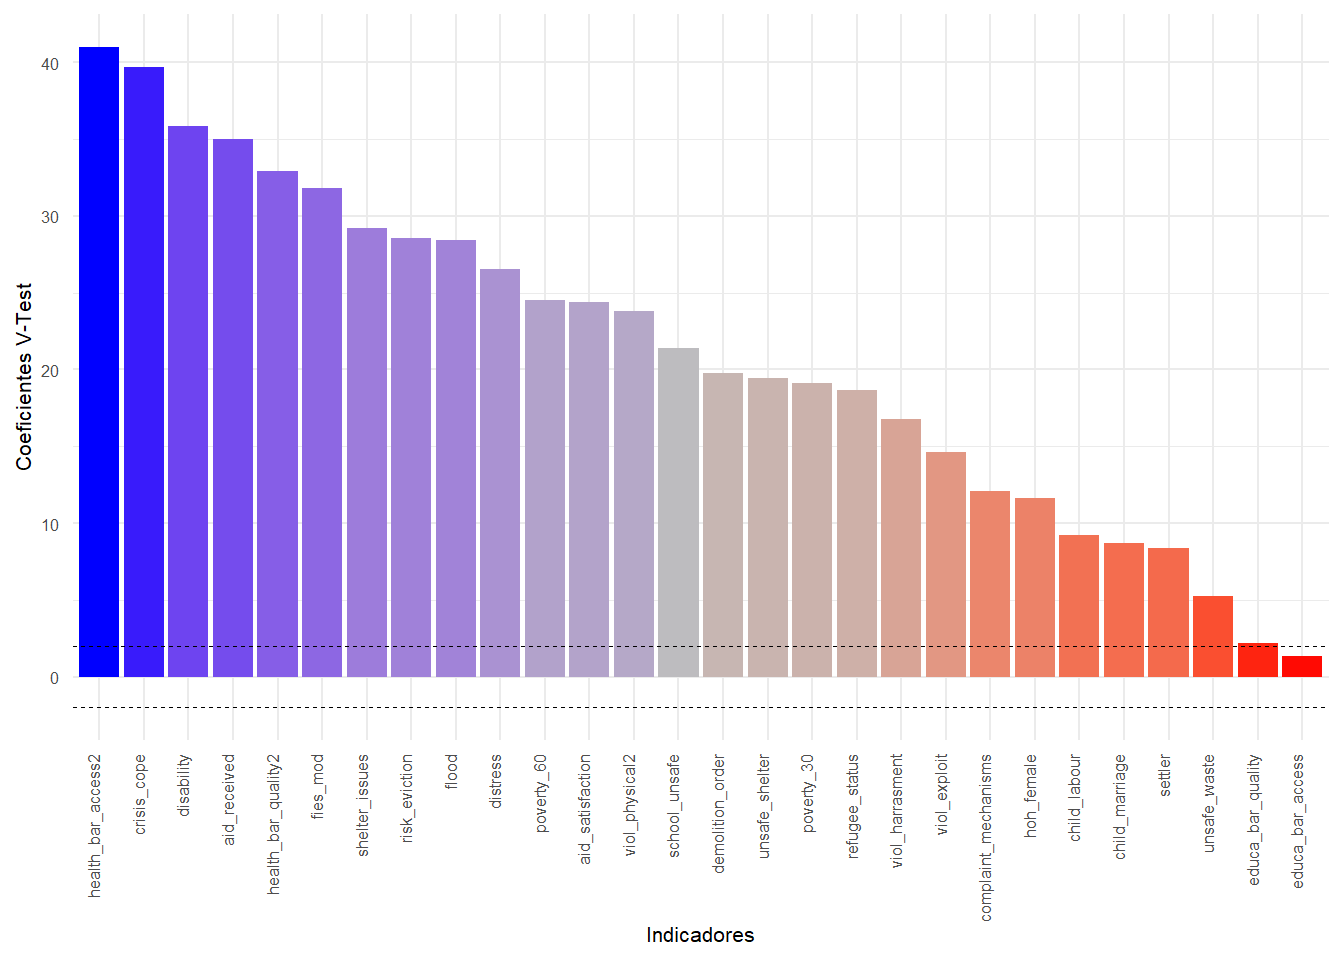 Coeficientes V-Test
40
30
20
10
0
health_bar_access2
crisis_cope
disability
aid_received
health_bar_quality2
fies_mod
shelter_issues
risk_eviction
flood
distress
poverty_60
aid_satisfaction
viol_physical2
school_unsafe
demolition_order
unsafe_shelter
poverty_30
refugee_status
viol_harrasment
viol_exploit
complaint_mechanisms
hoh_female
child_labour
child_marriage
settler
unsafe_waste
educa_bar_quality
educa_bar_access
Indicadores